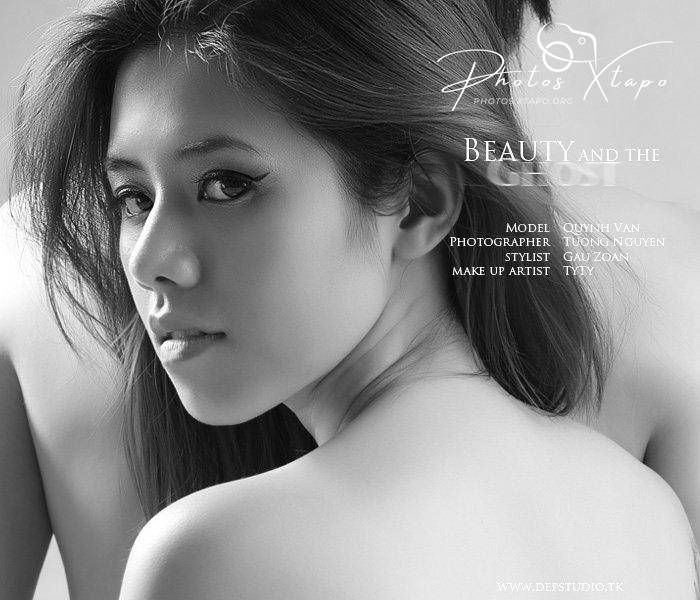 Photos Xtapo
PHOTOS.XTAPO.ORG
BEAUTY AND THE
GHOST
MODEL QUYNH VAN
PHOTOGRAPHER TUONG NGUYEN
STYLIST GAU ZOAN
MAKE UP ARTIST TYTY
WWW.DEPSTUDIO.TK